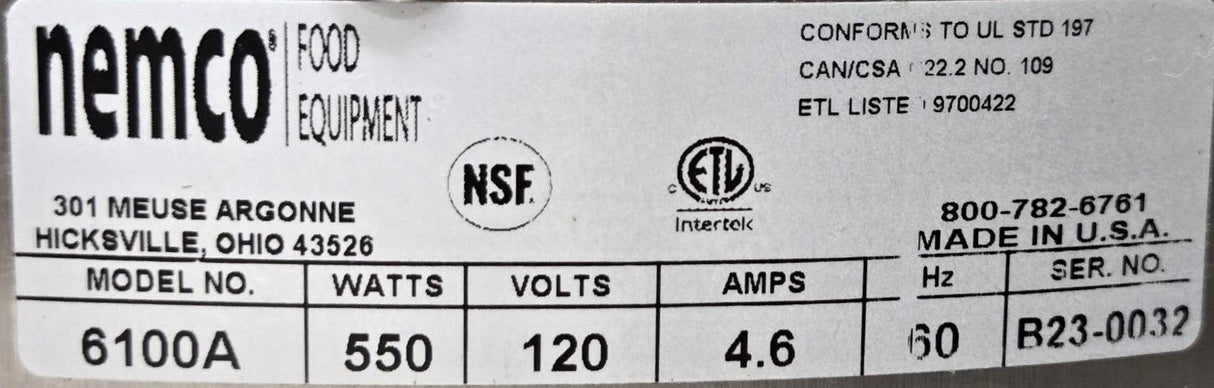 nemco® FOOD
EQUIPMENT
CONFORMS TO UL STD 197
CAN/CSA 22.2 NO. 109
ETL LISTE 9700422
NSF.
C ETL US
Intertek
301 MEUSE ARGONNE
HICKSVILLE, OHIO 43526
800-782-6761
MADE IN U.S.A.
MODEL NO. WATTS VOLTS AMPS Hz SER. NO.
6100A 550 120 4.6 60 B23-0032